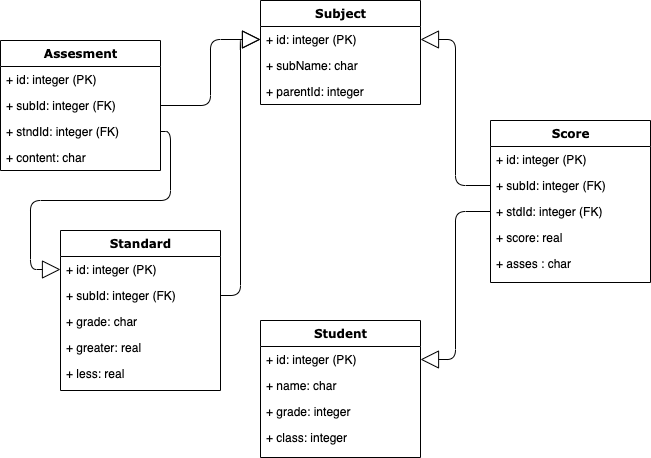 Subject
+ id: integer (PK)
+ subName: char
+ parentId: integer
Assesment
+ id: integer (PK)
+ subId: integer (FK)
+ stndId: integer (FK)
+ content: char
Score
+ id: integer (PK)
+ subId: integer (FK)
+ stdId: integer (FK)
+ score: real
+ asses : char
Standard
+ id: integer (PK)
+ subId: integer (FK)
+ grade: char
+ greater: real
+ less: real
Student
+ id: integer (PK)
+ name: char
+ grade: integer
+ class: integer